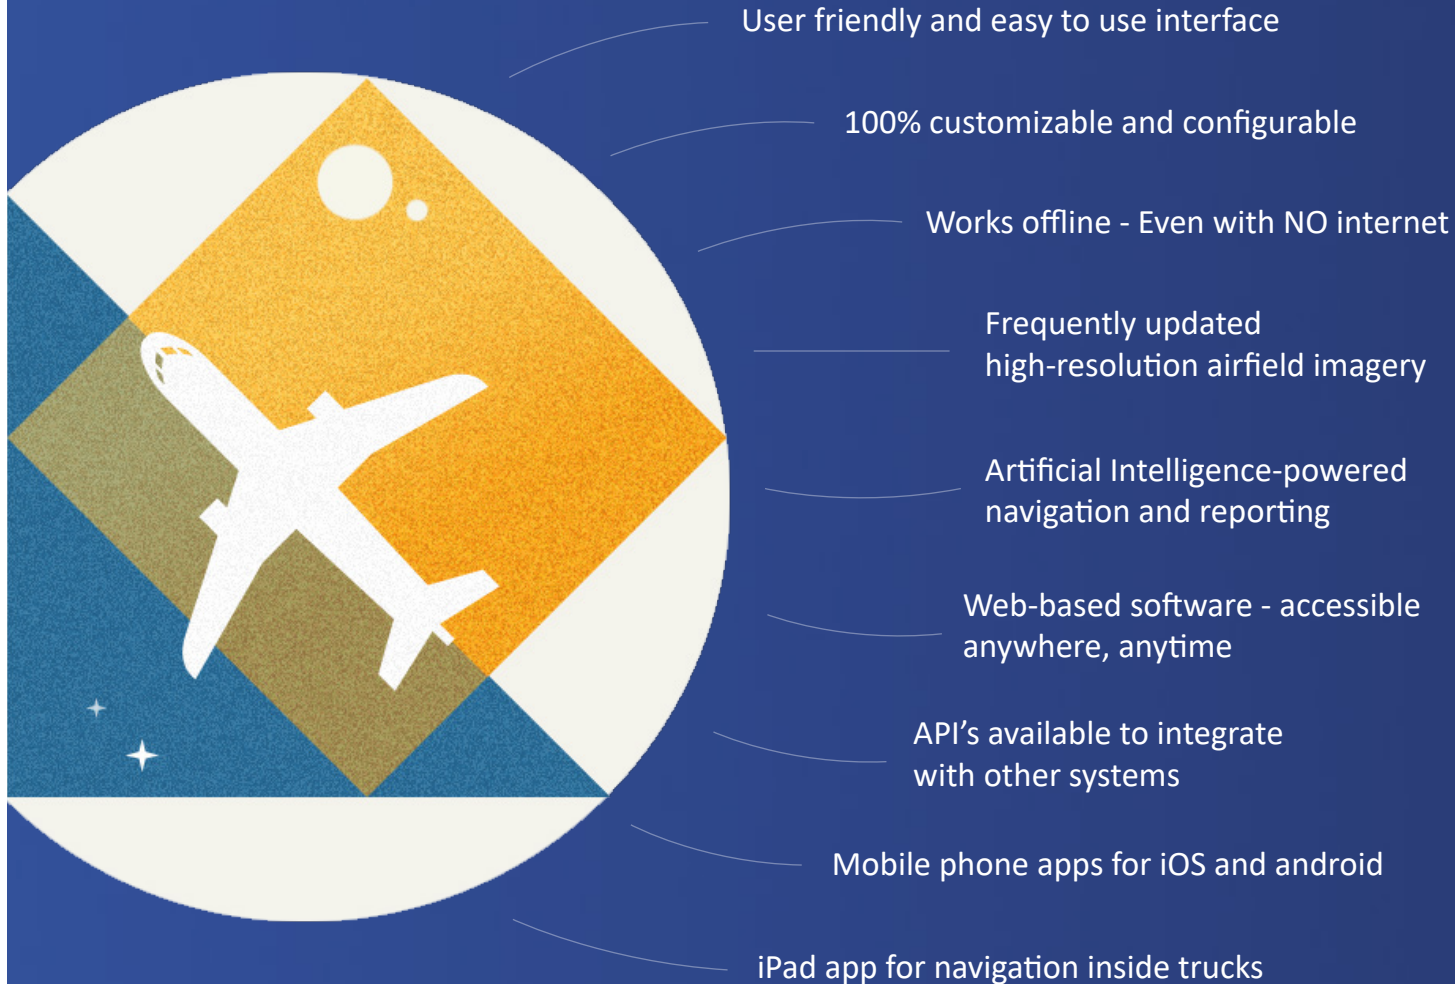 User friendly and easy to use interface
100% customizable and configurable
Works offline - Even with NO internet
Frequently updated
high-resolution airfield imagery
Artificial Intelligence-powered
navigation and reporting
Web-based software - accessible
anywhere, anytime
API’s available to integrate
with other systems
Mobile phone apps for iOS and android
iPad app for navigation inside trucks